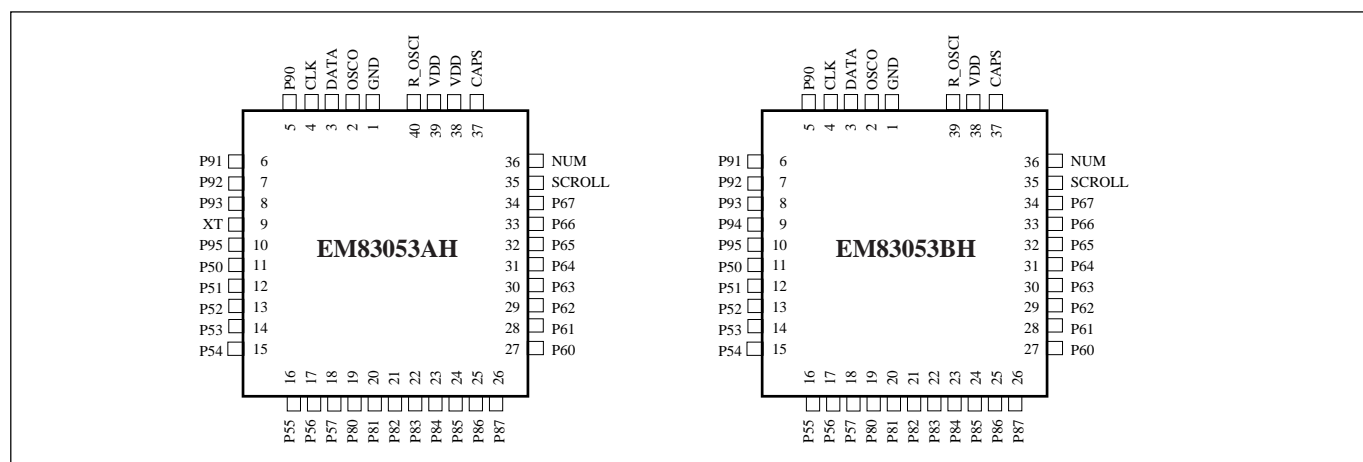 P90 CLK DATA OSCO GND R_OSCI VDD VDD CAPS
5 4 3 2 1 40 39 38 37
P91 6 36 NUM
P92 7 35 SCROLL
P93 8 34 P67
XT 9 33 P66
P95 10 32 P65
P50 11 31 P64
P51 12 30 P63
P52 13 29 P62
P53 14 28 P61
P54 15 27 P60
EM83053AH
16 17 18 19 20 21 22 23 24 25 26
P55 P56 P57 P80 P81 P82 P83 P84 P85 P86 P87
P90 CLK DATA OSCO GND R_OSCI VDD CAPS
5 4 3 2 1 39 38 37
P91 6 36 NUM
P92 7 35 SCROLL
P93 8 34 P67
P94 9 33 P66
P95 10 32 P65
P50 11 31 P64
P51 12 30 P63
P52 13 29 P62
P53 14 28 P61
P54 15 27 P60
EM83053BH
16 17 18 19 20 21 22 23 24 25 26
P55 P56 P57 P80 P81 P82 P83 P84 P85 P86 P87